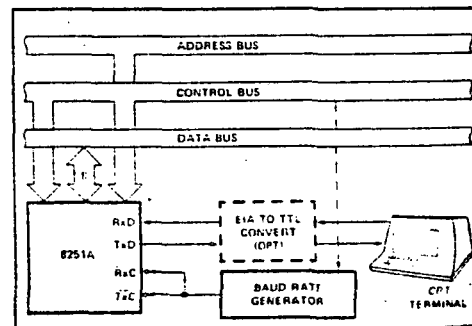 ADDRESS BUS
CONTROL BUS
DATA BUS
8
8251A
RxD
TxD
RxC
TxC
EIA TO TTL
CONVERT
(OPT)
BAUD RATE
GENERATOR
CRT
TERMINAL